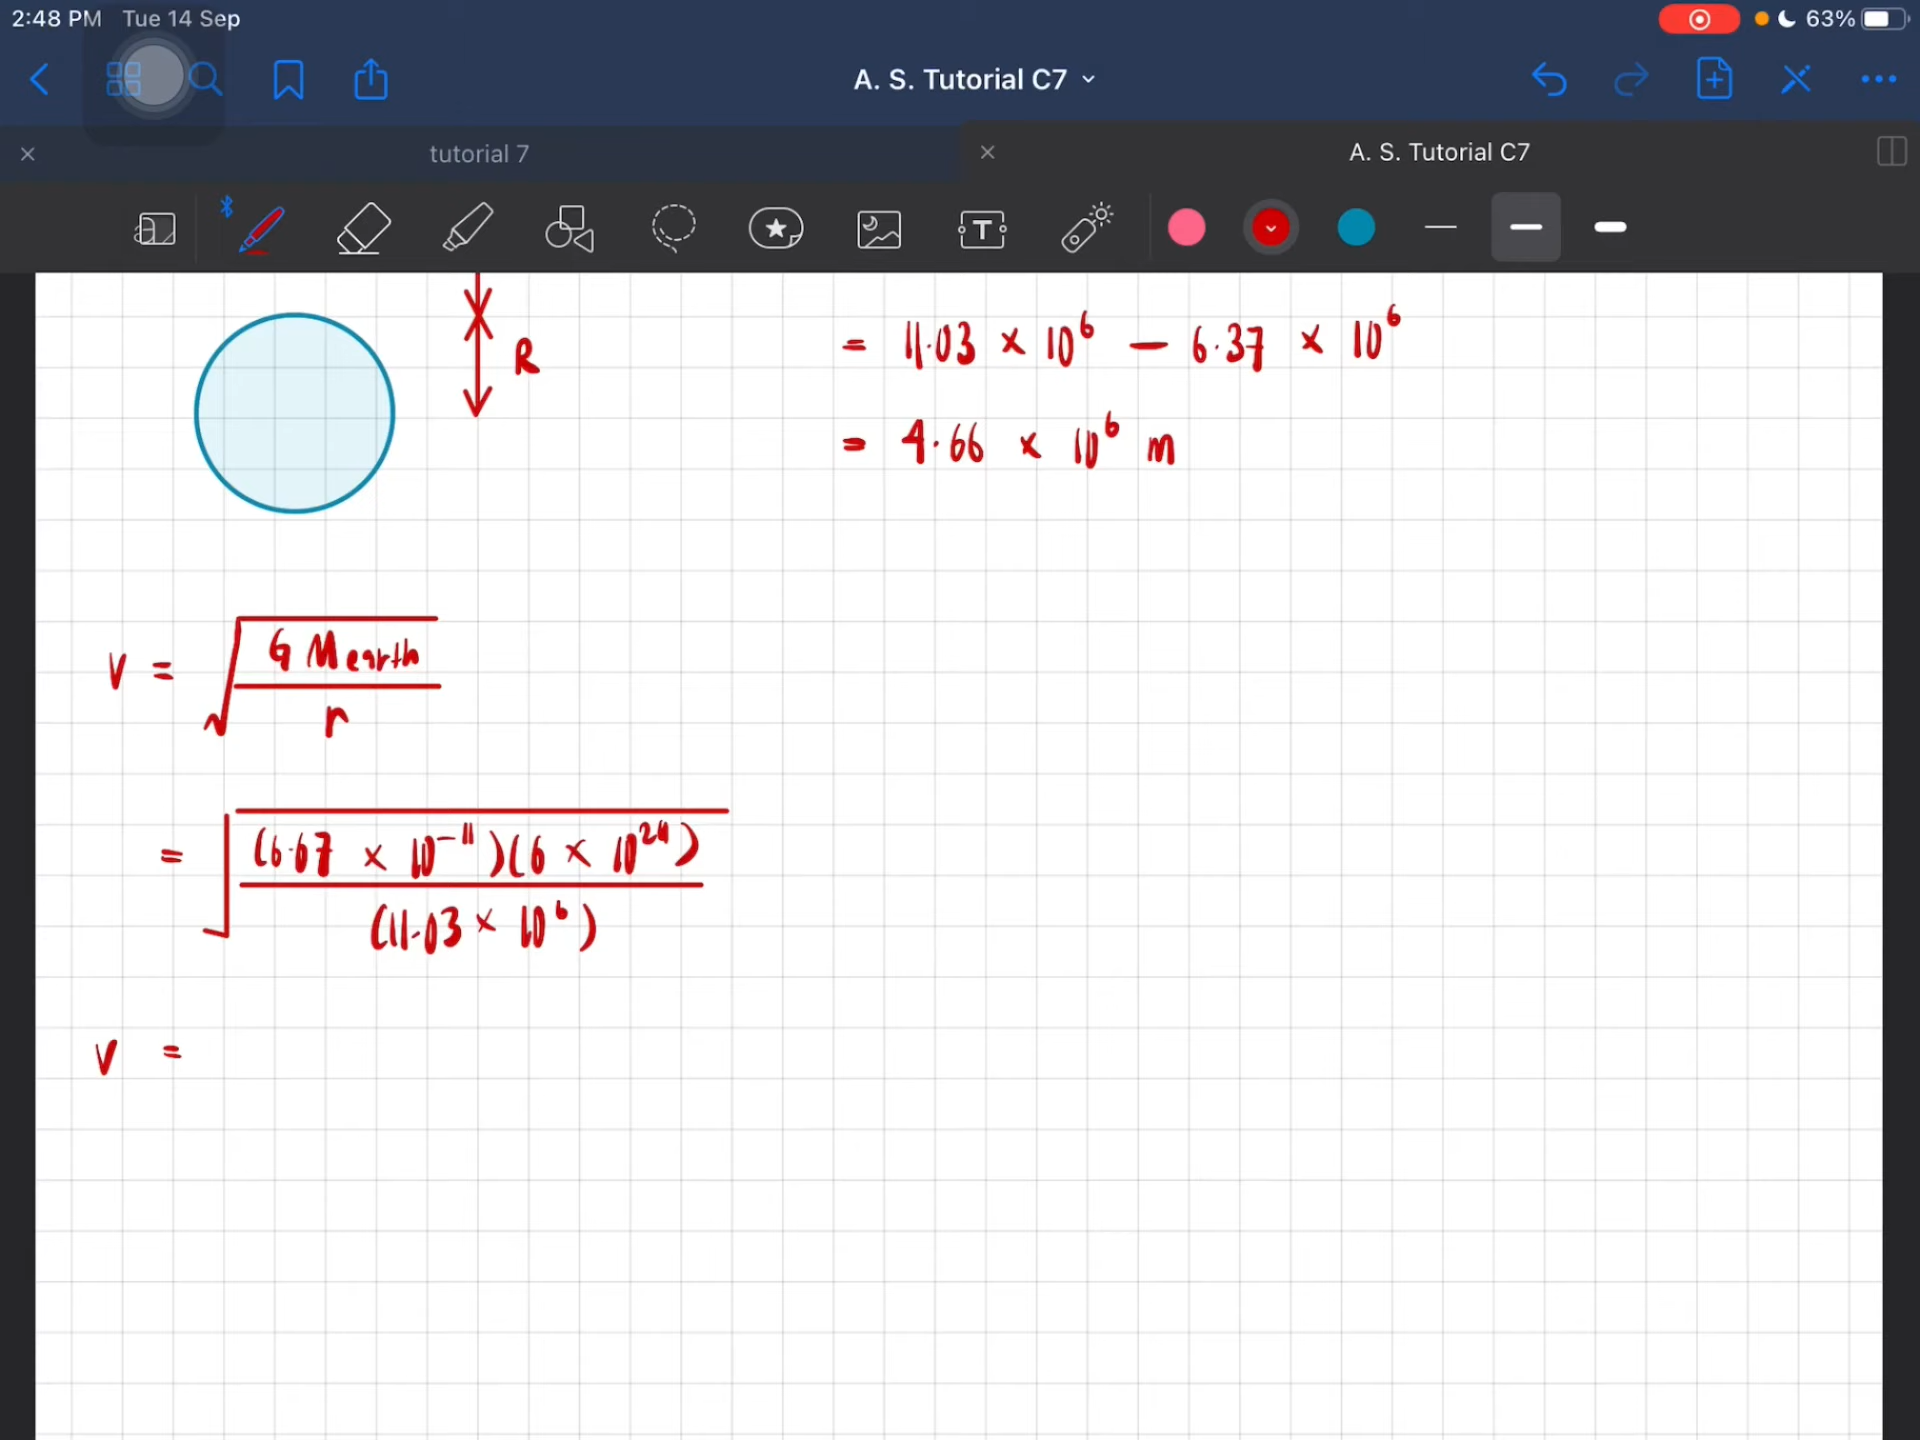 2:48 PM Tue 14 Sep
63%
A. S. Tutorial C7
tutorial 7
A. S. Tutorial C7
T
R
= 11.03 × 10⁶ − 6.37 × 10⁶
= 4.66 × 10⁶ m
v = √(G Mearth / r)
= √((6.67 × 10⁻¹¹)(6 × 10²⁴) / (11.03 × 10⁶))
v =